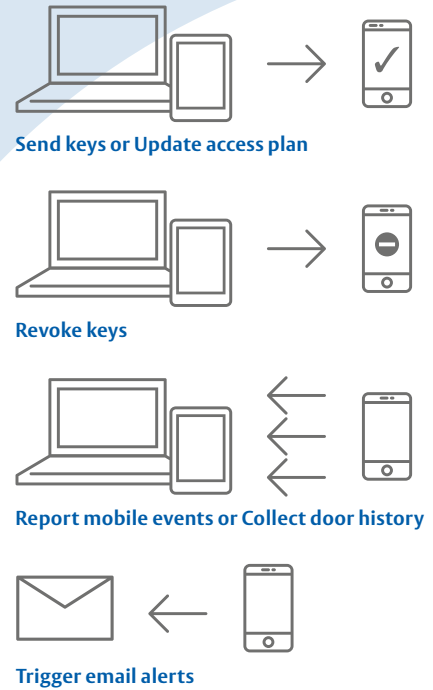 Send keys or Update access plan
Revoke keys
Report mobile events or Collect door history
Trigger email alerts